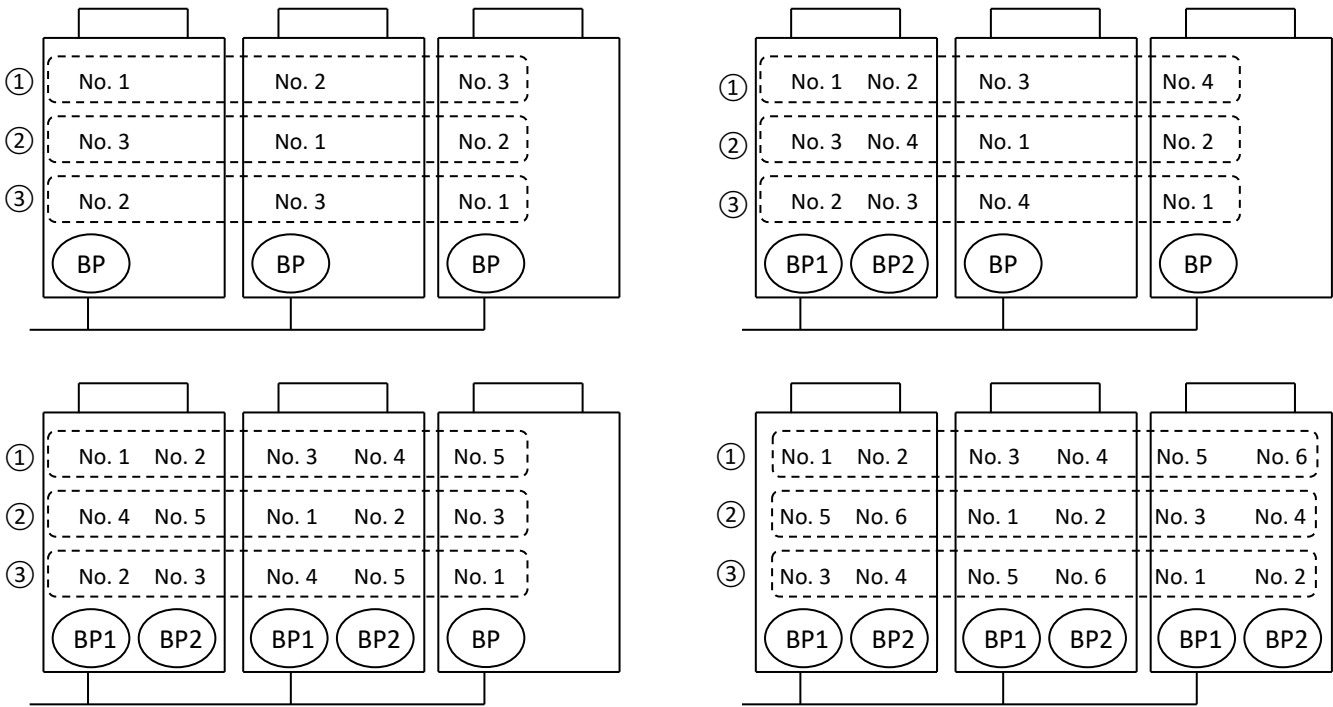 ① No. 1 No. 2 No. 3
② No. 3 No. 1 No. 2
③ No. 2 No. 3 No. 1
BP BP BP
① No. 1 No. 2 No. 3 No. 4
② No. 3 No. 4 No. 1 No. 2
③ No. 2 No. 3 No. 4 No. 1
BP1 BP2 BP BP
① No. 1 No. 2 No. 3 No. 4 No. 5
② No. 4 No. 5 No. 1 No. 2 No. 3
③ No. 2 No. 3 No. 4 No. 5 No. 1
BP1 BP2 BP1 BP2 BP
① No. 1 No. 2 No. 3 No. 4 No. 5 No. 6
② No. 5 No. 6 No. 1 No. 2 No. 3 No. 4
③ No. 3 No. 4 No. 5 No. 6 No. 1 No. 2
BP1 BP2 BP1 BP2 BP1 BP2